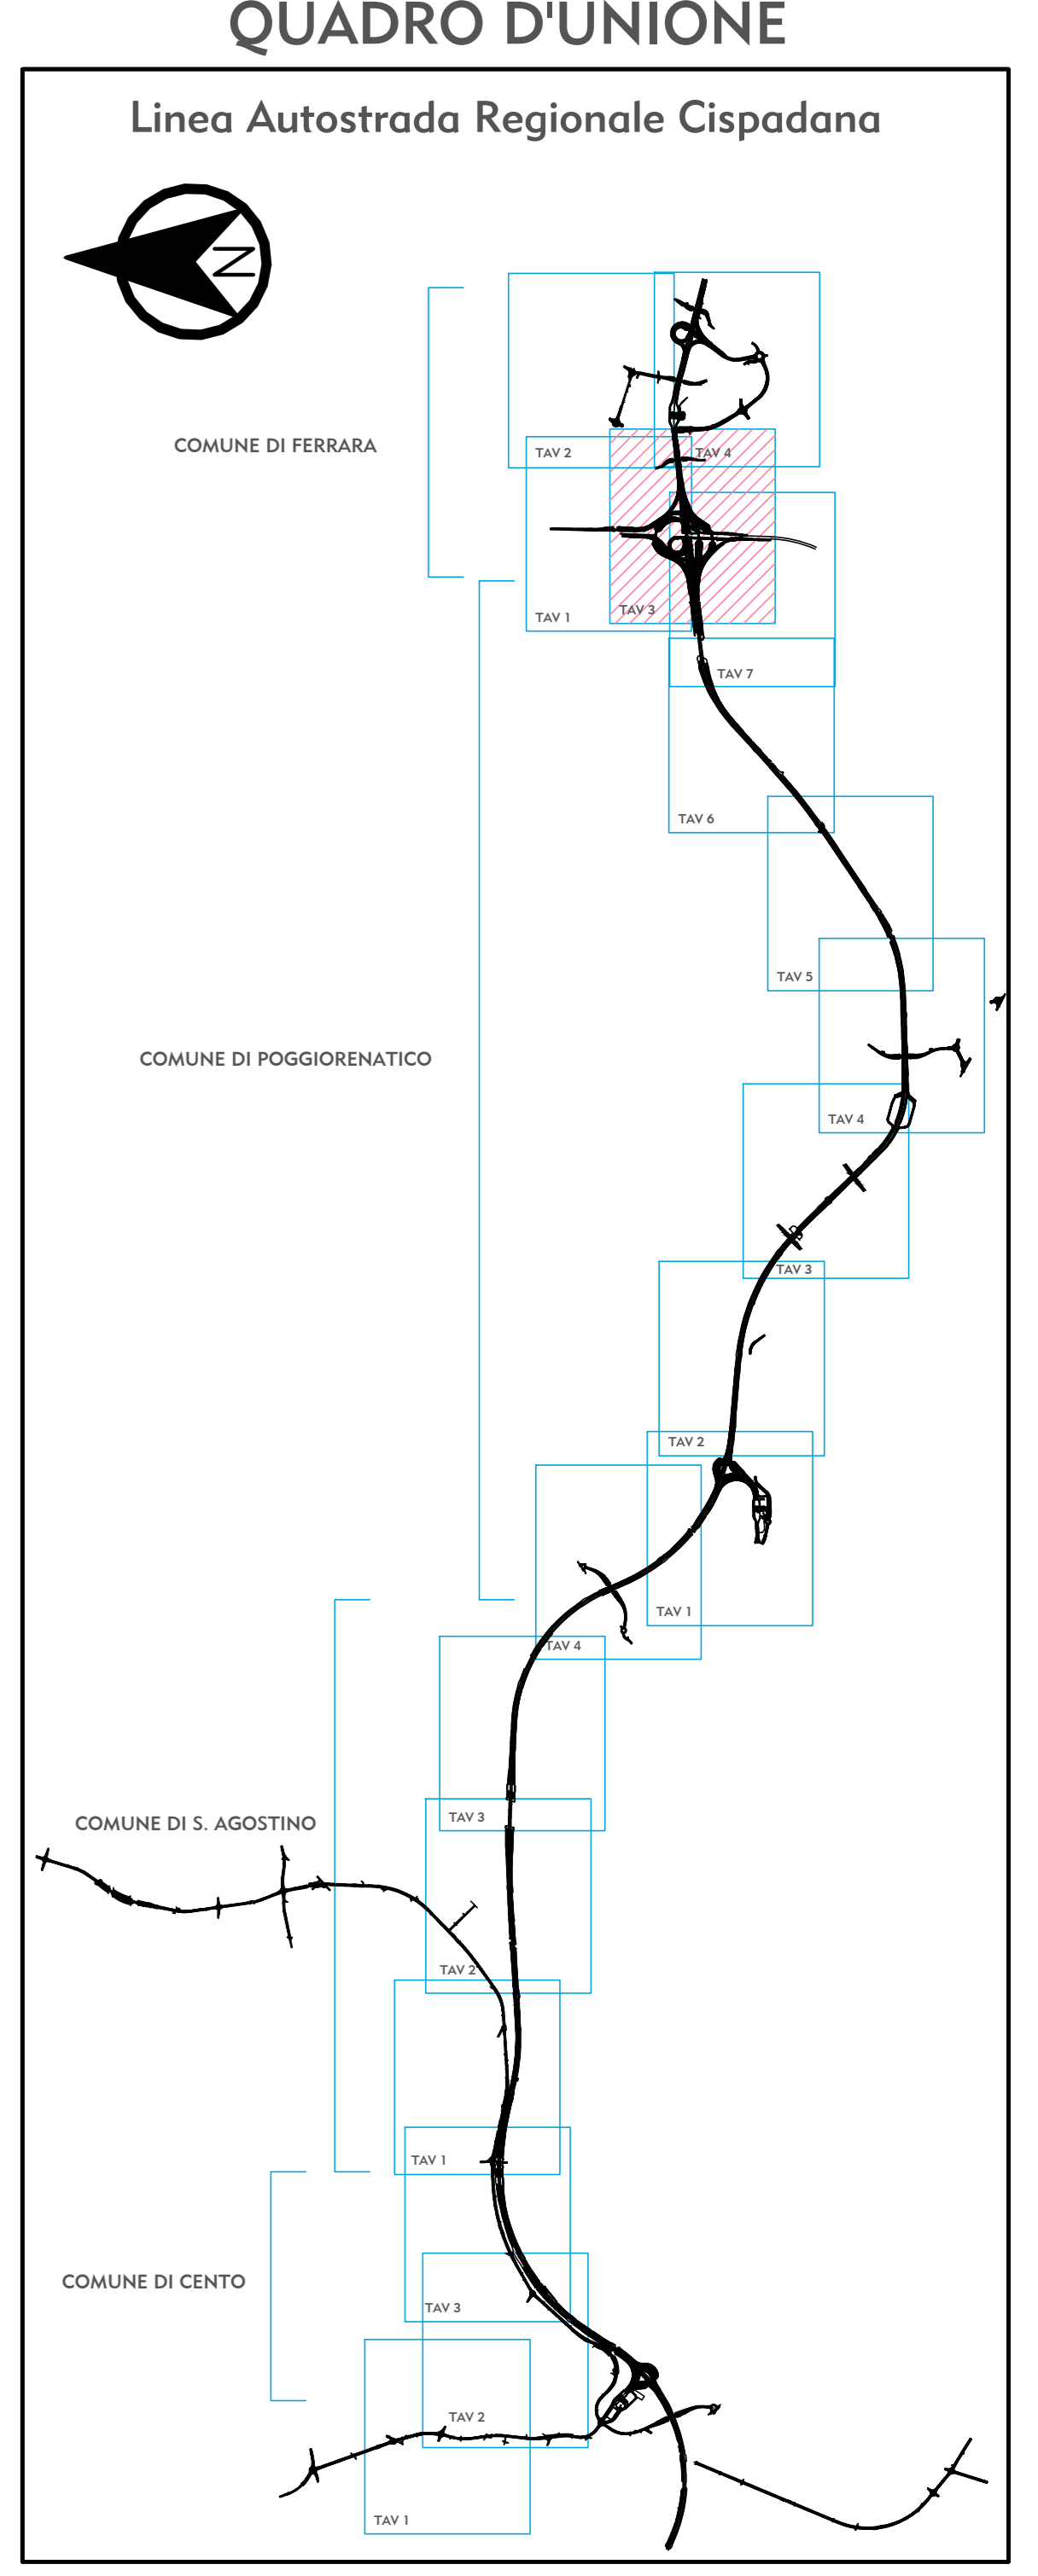 QUADRO D'UNIONE
Linea Autostrada Regionale Cispadana
N
COMUNE DI FERRARA
TAV 2
TAV 4
TAV 3
TAV 1
TAV 7
TAV 6
TAV 5
COMUNE DI POGGIORENATICO
TAV 4
TAV 3
TAV 2
TAV 1
TAV 4
TAV 3
COMUNE DI S. AGOSTINO
TAV 2
TAV 1
COMUNE DI CENTO
TAV 3
TAV 2
TAV 1